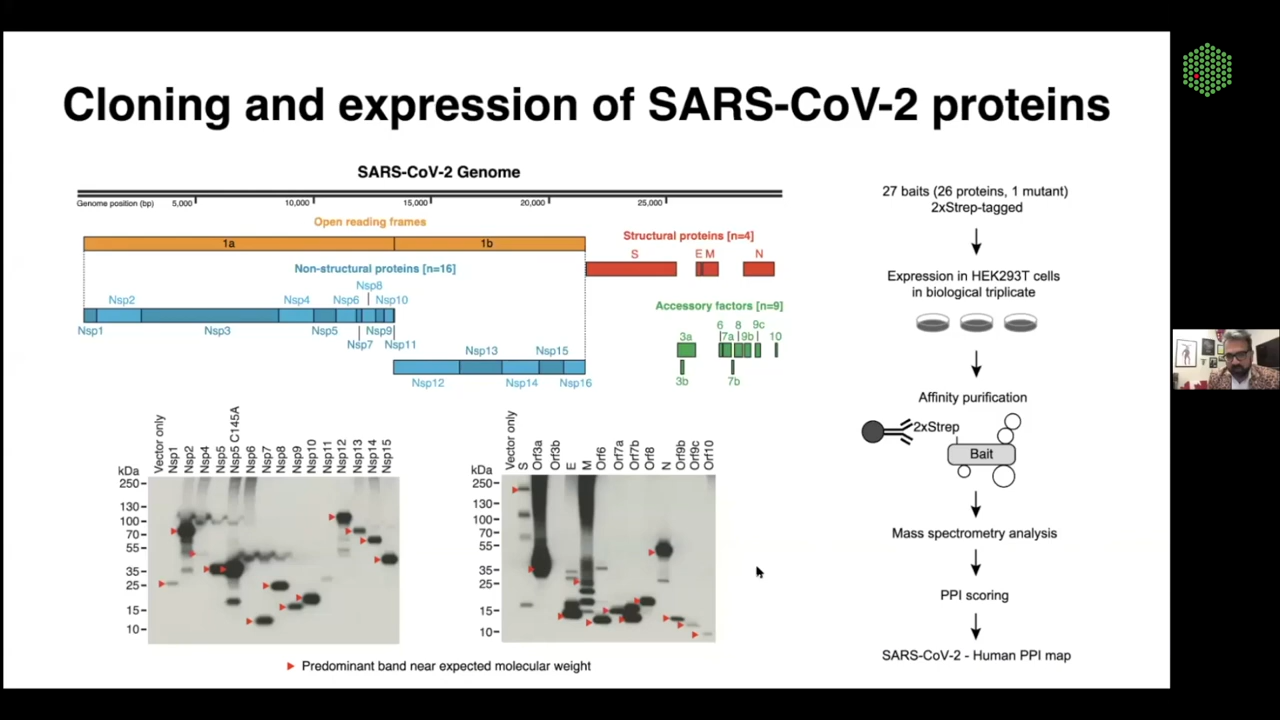 Cloning and expression of SARS-CoV-2 proteins
SARS-CoV-2 Genome
Genome position (bp) 5,000 10,000 15,000 20,000 25,000
Open reading frames
1a 1b
Non-structural proteins [n=16]
Nsp8
Nsp2 Nsp4 Nsp6 Nsp10
Nsp1 Nsp3 Nsp5 Nsp9
Nsp7 Nsp11
Nsp13 Nsp15
Nsp12 Nsp14 Nsp16
Structural proteins [n=4]
S E M N
Accessory factors [n=9]
6 8 9c
3a 7a 9b 10
3b 7b
kDa
Vector only
Nsp1
Nsp2
Nsp4
Nsp5
Nsp5 C145A
Nsp6
Nsp7
Nsp8
Nsp9
Nsp10
Nsp11
Nsp12
Nsp13
Nsp14
Nsp15
250
130
100
70
55
35
25
15
10
kDa
Vector only
S
Orf3a
Orf3b
E
M
Orf6
Orf7a
Orf7b
Orf8
N
Orf9b
Orf9c
Orf10
250
130
100
70
55
35
25
15
10
Predominant band near expected molecular weight
27 baits (26 proteins, 1 mutant)
2xStrep-tagged
Expression in HEK293T cells
in biological triplicate
Affinity purification
2xStrep
Bait
Mass spectrometry analysis
PPI scoring
SARS-CoV-2 - Human PPI map